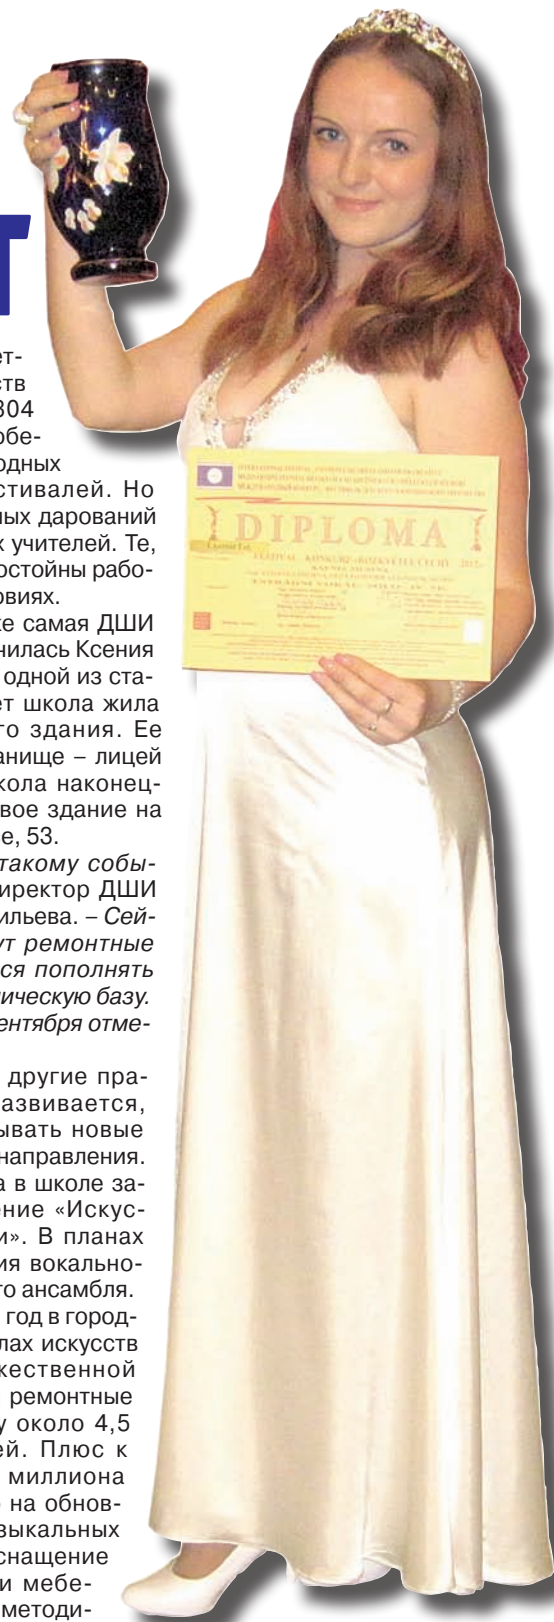 Т
ет-
ств
304
обе-
одных
стивалей. Но
ных дарований
х учителей. Те,
остойны рабо-
овиях.
же самая ДШИ
чилась Ксения
одной из ста-
ет школа жила
го здания. Ее
анище – лицей
кола наконец-
вое здание на
е, 53.
такому собы-
иректор ДШИ
ильева. – Сей-
ут ремонтные
ся пополнять
ническую базу.
ентября отме-
другие пра-
азвивается,
ывать новые
направления.
а в школе за-
ение «Искус-
и». В планах
ия вокально-
го ансамбля.
год в город-
лах искусств
жественной
ремонтные
у около 4,5
ей. Плюс к
миллиона
о на обнов-
зыкальных
снащение
и мебе-
методи-
DIPLOMA